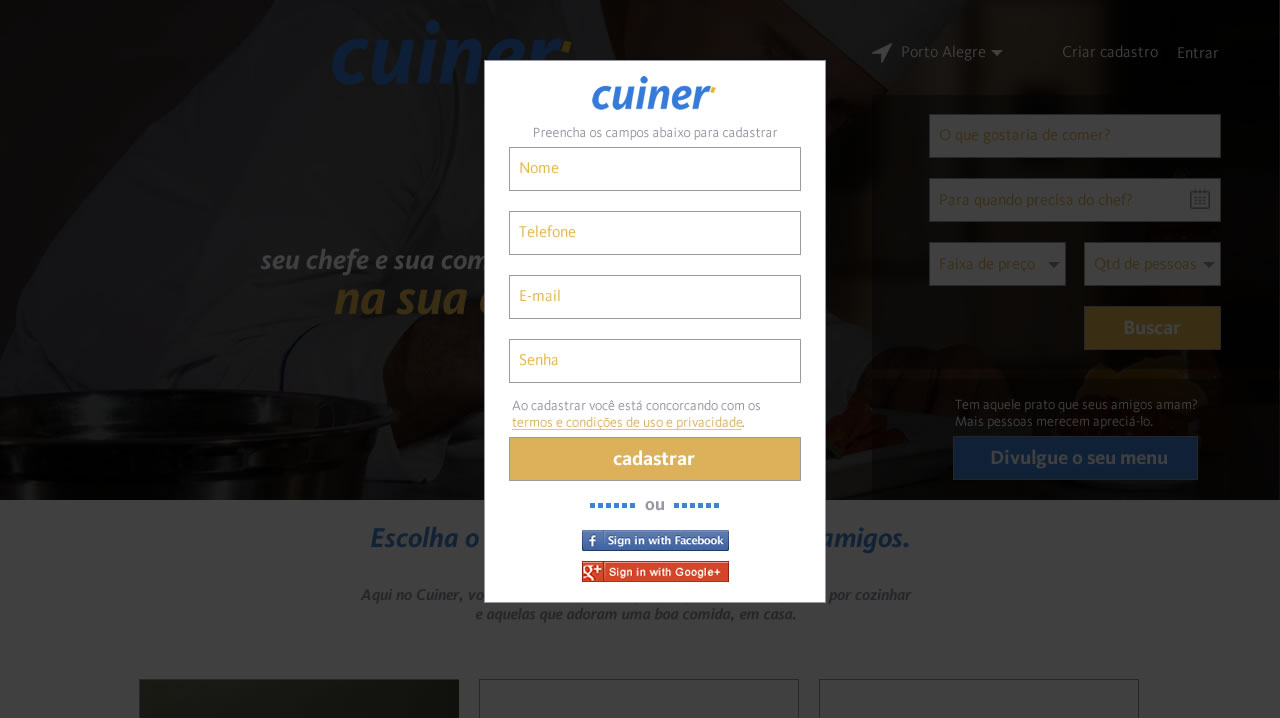 cuiner
Porto Alegre
Criar cadastro
Entrar
cuiner
Preencha os campos abaixo para cadastrar
Nome
Telefone
E-mail
Senha
Ao cadastrar você está concorcando com os
termos e condições de uso e privacidade.
cadastrar
ou
f Sign in with Facebook
g+ Sign in with Google+
O que gostaria de comer?
Para quando precisa do chef?
Faixa de preço
Qtd de pessoas
Buscar
Tem aquele prato que seus amigos amam?
Mais pessoas merecem apreciá-lo.
Divulgue o seu menu
seu chefe e sua com
na sua
Escolha o amigos.
Aqui no Cuiner, vo por cozinhar
e aquelas que adoram uma boa comida, em casa.